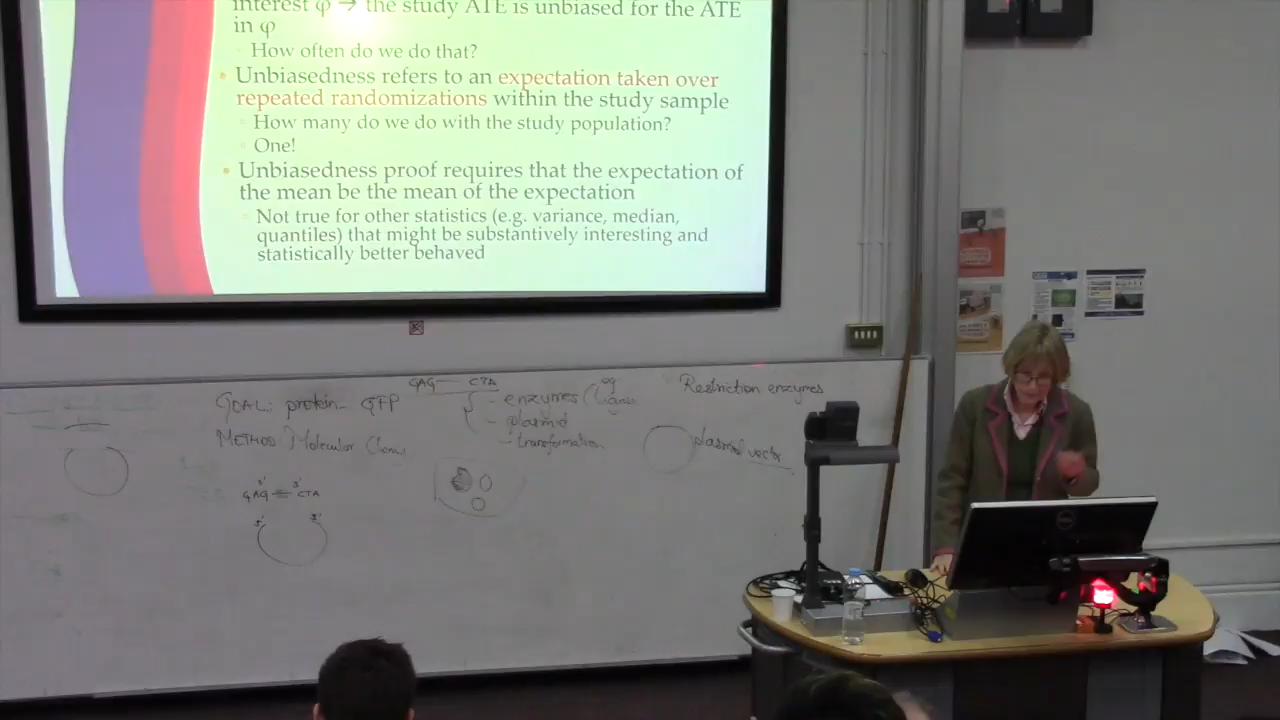 interest φ → the study ATE is unbiased for the ATE
in φ
How often do we do that?
• Unbiasedness refers to an expectation taken over
repeated randomizations within the study sample
How many do we do with the study population?
One!
• Unbiasedness proof requires that the expectation of
the mean be the mean of the expectation
Not true for other statistics (e.g. variance, median,
quantiles) that might be substantively interesting and
statistically better behaved
GAG CTA
GOAL: protein GFP
- enzymes
Restriction enzymes
- plasmid
METHOD Molecular
- transformation
plasmid vector
GAG CTA
5' 3'
DELL